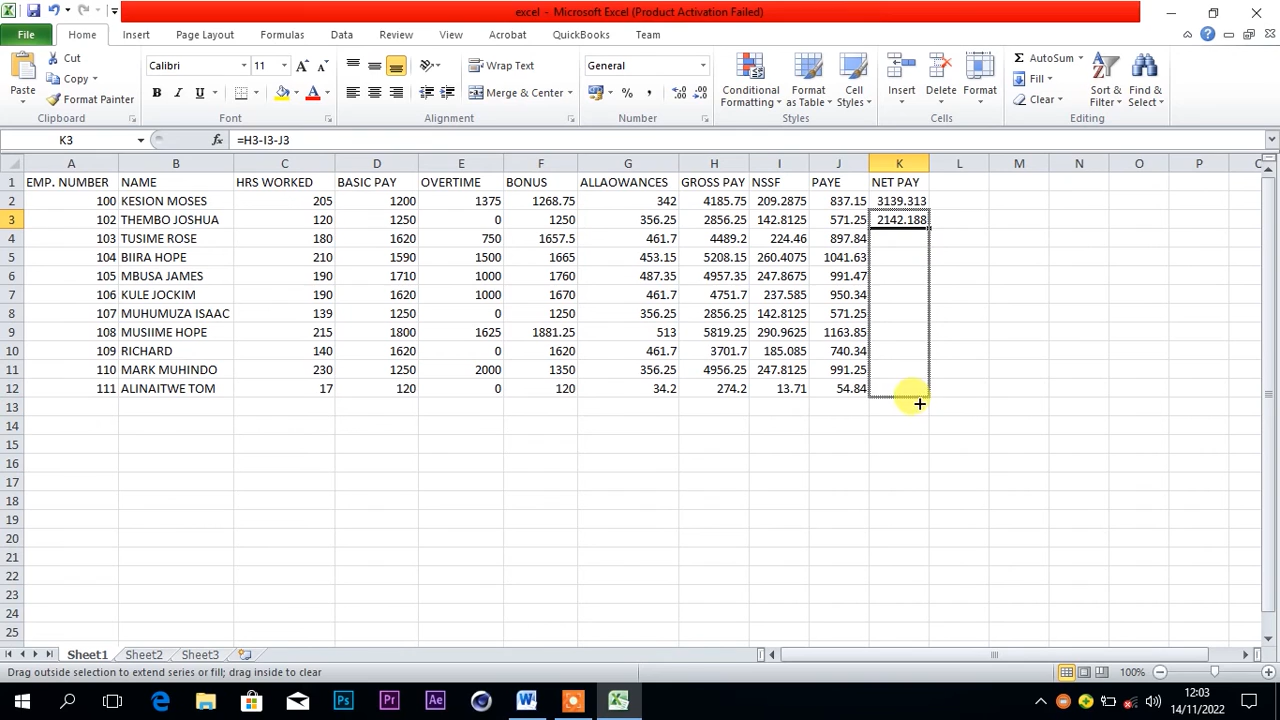 excel - Microsoft Excel (Product Activation Failed)
File Home Insert Page Layout Formulas Data Review View Acrobat QuickBooks Team
Paste Cut Copy Format Painter Clipboard
Calibri 11 B I U Font
Wrap Text Merge & Center Alignment
General % , Number
Conditional Formatting Format as Table Cell Styles Styles
Insert Delete Format Cells
AutoSum Fill Clear Sort & Filter Find & Select Editing
K3 fx =H3-I3-J3
A B C D E F G H I J K L M N O P
1 EMP. NUMBER NAME HRS WORKED BASIC PAY OVERTIME BONUS ALLAOWANCES GROSS PAY NSSF PAYE NET PAY
2 100 KESION MOSES 205 1200 1375 1268.75 342 4185.75 209.2875 837.15 3139.313
3 102 THEMBO JOSHUA 120 1250 0 1250 356.25 2856.25 142.8125 571.25 2142.188
4 103 TUSIME ROSE 180 1620 750 1657.5 461.7 4489.2 224.46 897.84
5 104 BIIRA HOPE 210 1590 1500 1665 453.15 5208.15 260.4075 1041.63
6 105 MBUSA JAMES 190 1710 1000 1760 487.35 4957.35 247.8675 991.47
7 106 KULE JOCKIM 190 1620 1000 1670 461.7 4751.7 237.585 950.34
8 107 MUHUMUZA ISAAC 139 1250 0 1250 356.25 2856.25 142.8125 571.25
9 108 MUSIIME HOPE 215 1800 1625 1881.25 513 5819.25 290.9625 1163.85
10 109 RICHARD 140 1620 0 1620 461.7 3701.7 185.085 740.34
11 110 MARK MUHINDO 230 1250 2000 1350 356.25 4956.25 247.8125 991.25
12 111 ALINAITWE TOM 17 120 0 120 34.2 274.2 13.71 54.84
13
14
15
16
17
18
19
20
21
22
23
24
25
Sheet1 Sheet2 Sheet3
Drag outside selection to extend series or fill; drag inside to clear 100%
Ps Pr Ae W
12:03
14/11/2022